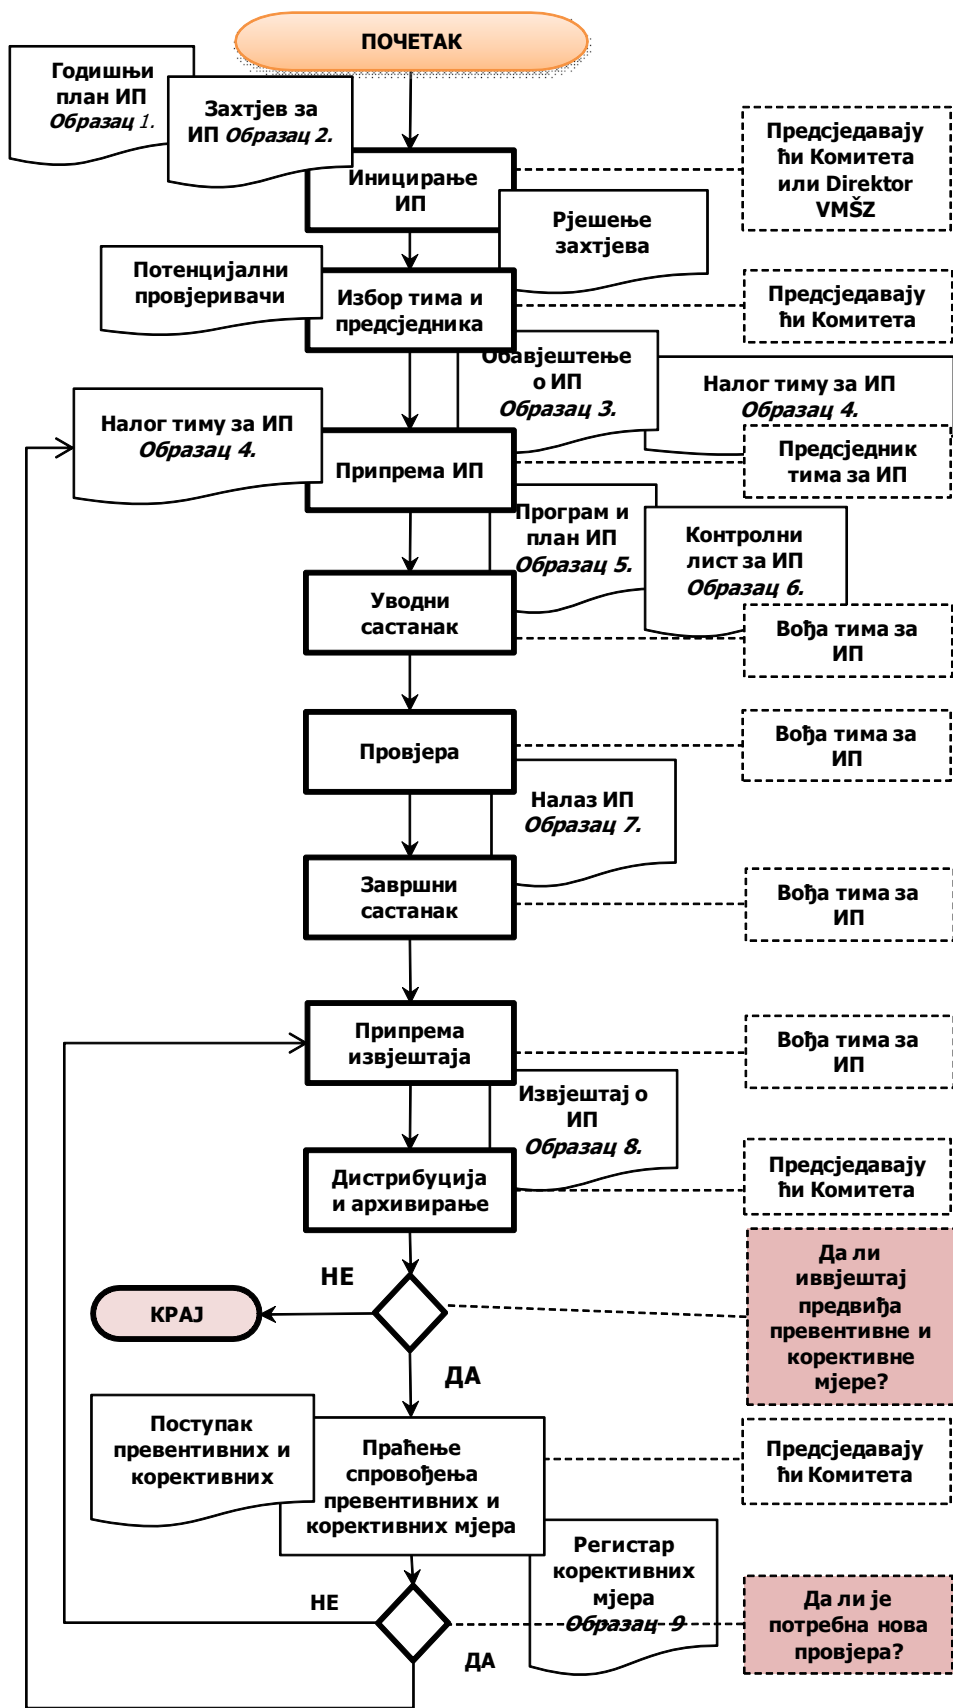 ПОЧЕТАК
Годишњи
план ИП
Образац 1.
Захтјев за
ИП Образац 2.
Иницирање
ИП
Предсједавају
ћи Комитета
или Direktor
VMŠZ
Рјешење
захтјева
Потенцијални
провјеривачи
Избор тима и
предсједника
Предсједавају
ћи Комитета
Обавјештење
о ИП
Образац 3.
Налог тиму за ИП
Образац 4.
Налог тиму за ИП
Образац 4.
Припрема ИП
Предсједник
тима за ИП
Програм и
план ИП
Образац 5.
Контролни
лист за ИП
Образац 6.
Уводни
састанак
Вођа тима за
ИП
Провјера
Вођа тима за
ИП
Налаз ИП
Образац 7.
Завршни
састанак
Вођа тима за
ИП
Припрема
извјештаја
Вођа тима за
ИП
Извјештај о
ИП
Образац 8.
Дистрибуција
и архивирање
Предсједавају
ћи Комитета
НЕ
КРАЈ
Да ли
иввјештај
предвиђа
превентивне и
корективне
мјере?
ДА
Поступак
превентивних и
корективних
Праћење
спровођења
превентивних и
корективних мјера
Предсједавају
ћи Комитета
Регистар
корективних
мјера
Образац 9
НЕ
Да ли је
потребна нова
провјера?
ДА